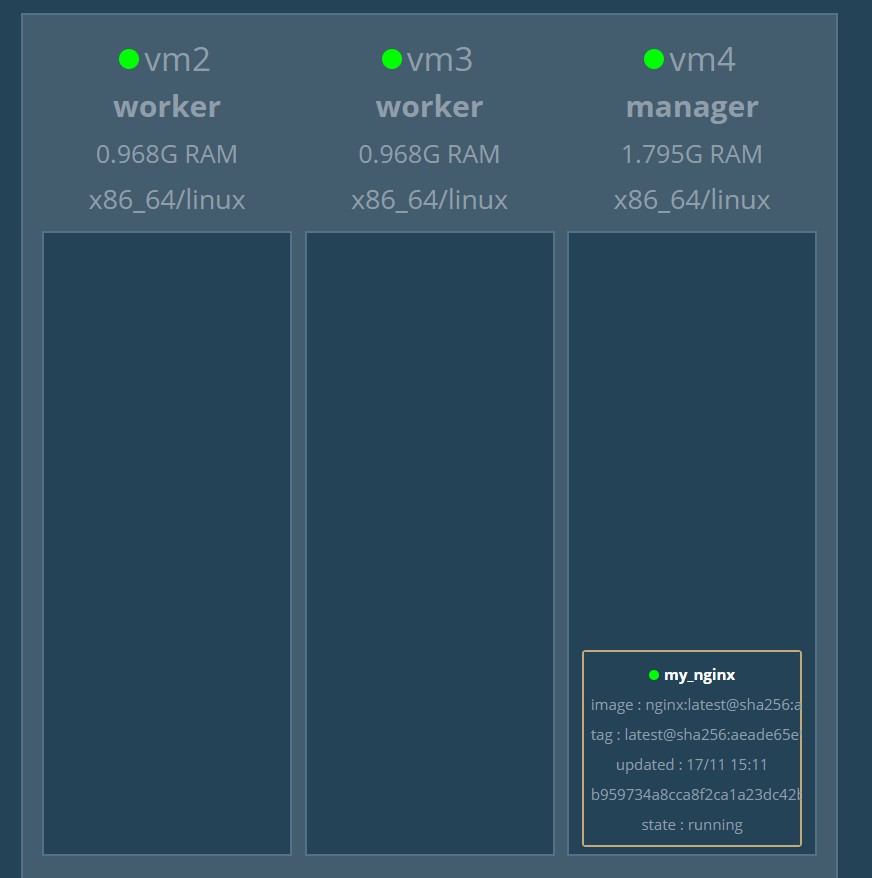 vm2
worker
0.968G RAM
x86_64/linux
vm3
worker
0.968G RAM
x86_64/linux
vm4
manager
1.795G RAM
x86_64/linux
my_nginx
image : nginx:latest@sha256:a
tag : latest@sha256:aeade65e
updated : 17/11 15:11
b959734a8cca8f2ca1a23dc42b
state : running